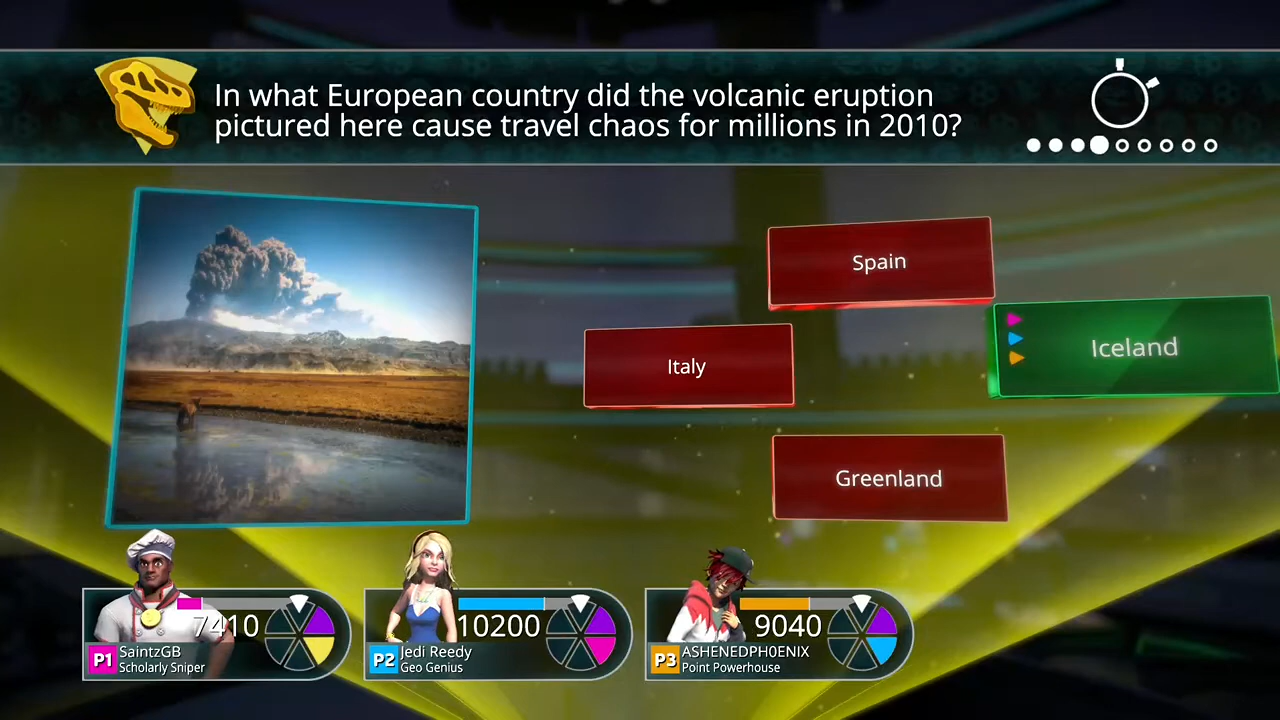 In what European country did the volcanic eruption
pictured here cause travel chaos for millions in 2010?
Spain
Iceland
Italy
Greenland
7410
P1
SaintzGB
Scholarly Sniper
10200
P2
Jedi Reedy
Geo Genius
9040
P3
ASHENEDPH0ENIX
Point Powerhouse